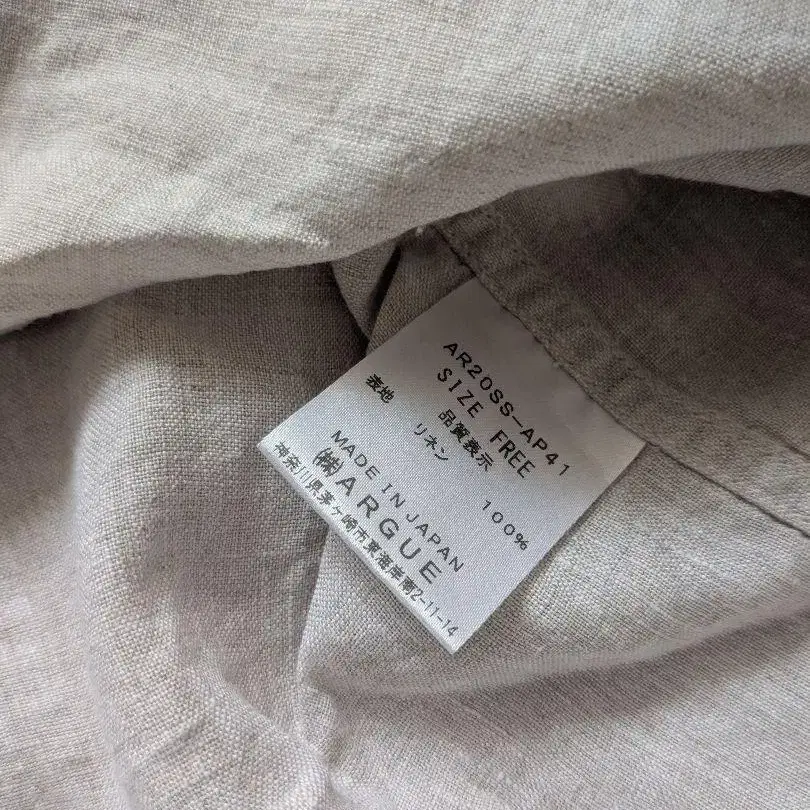 AR20SS-AP41
SIZE FREE
品質表示
表地 リネン 100%
MADE IN JAPAN
㈱ARGUE
神奈川県茅ヶ崎市東海岸南2-11-14